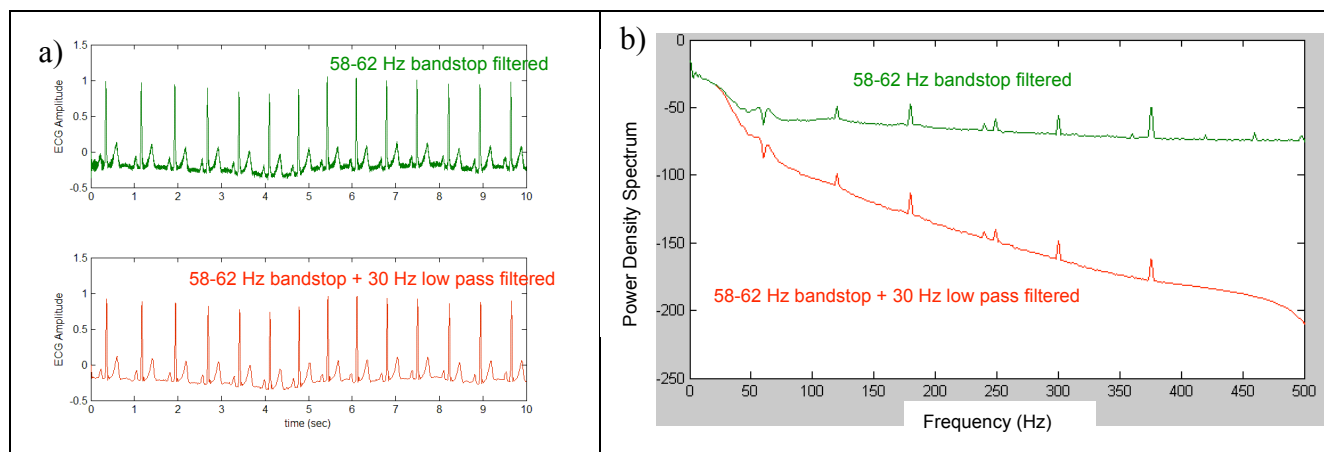 a)
58-62 Hz bandstop filtered
1.5
1
0.5
0
-0.5
ECG Amplitude
0 1 2 3 4 5 6 7 8 9 10
58-62 Hz bandstop + 30 Hz low pass filtered
1.5
1
0.5
0
-0.5
ECG Amplitude
0 1 2 3 4 5 6 7 8 9 10
time (sec)
b)
58-62 Hz bandstop filtered
58-62 Hz bandstop + 30 Hz low pass filtered
0
-50
-100
-150
-200
-250
Power Density Spectrum
0 50 100 150 200 250 300 350 400 450 500
Frequency (Hz)